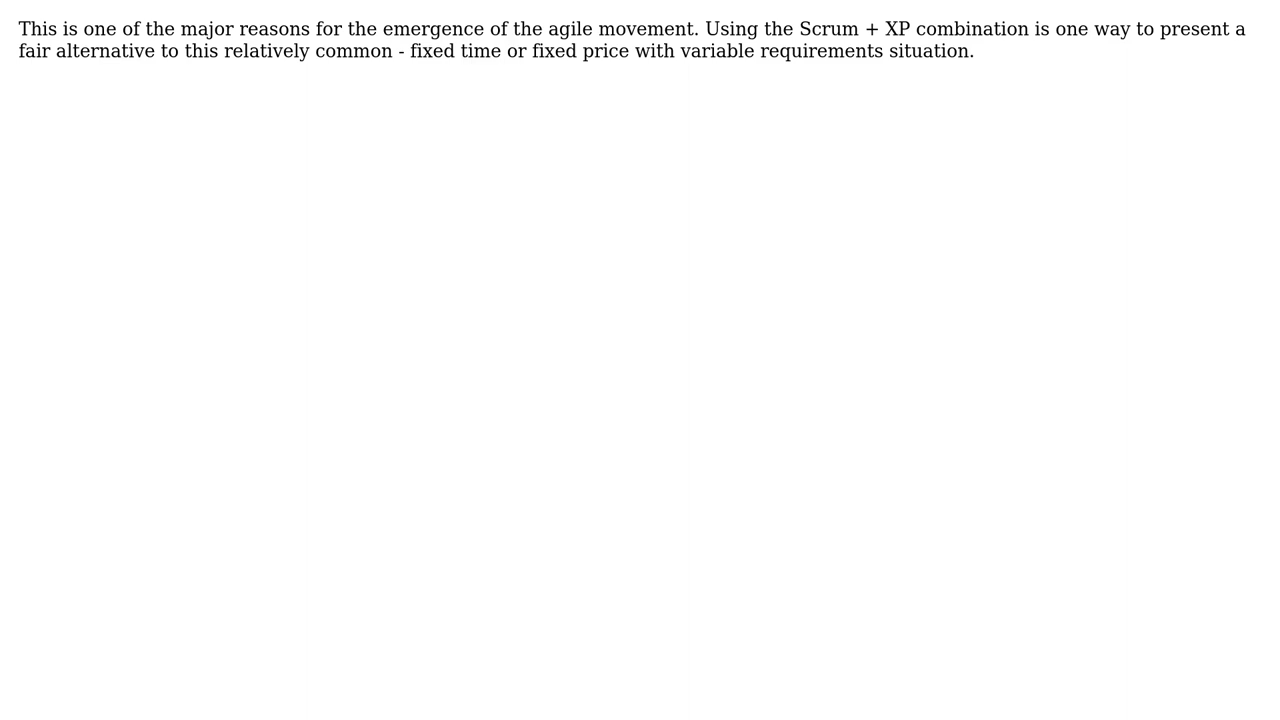 This is one of the major reasons for the emergence of the agile movement. Using the Scrum + XP combination is one way to present a
fair alternative to this relatively common - fixed time or fixed price with variable requirements situation.